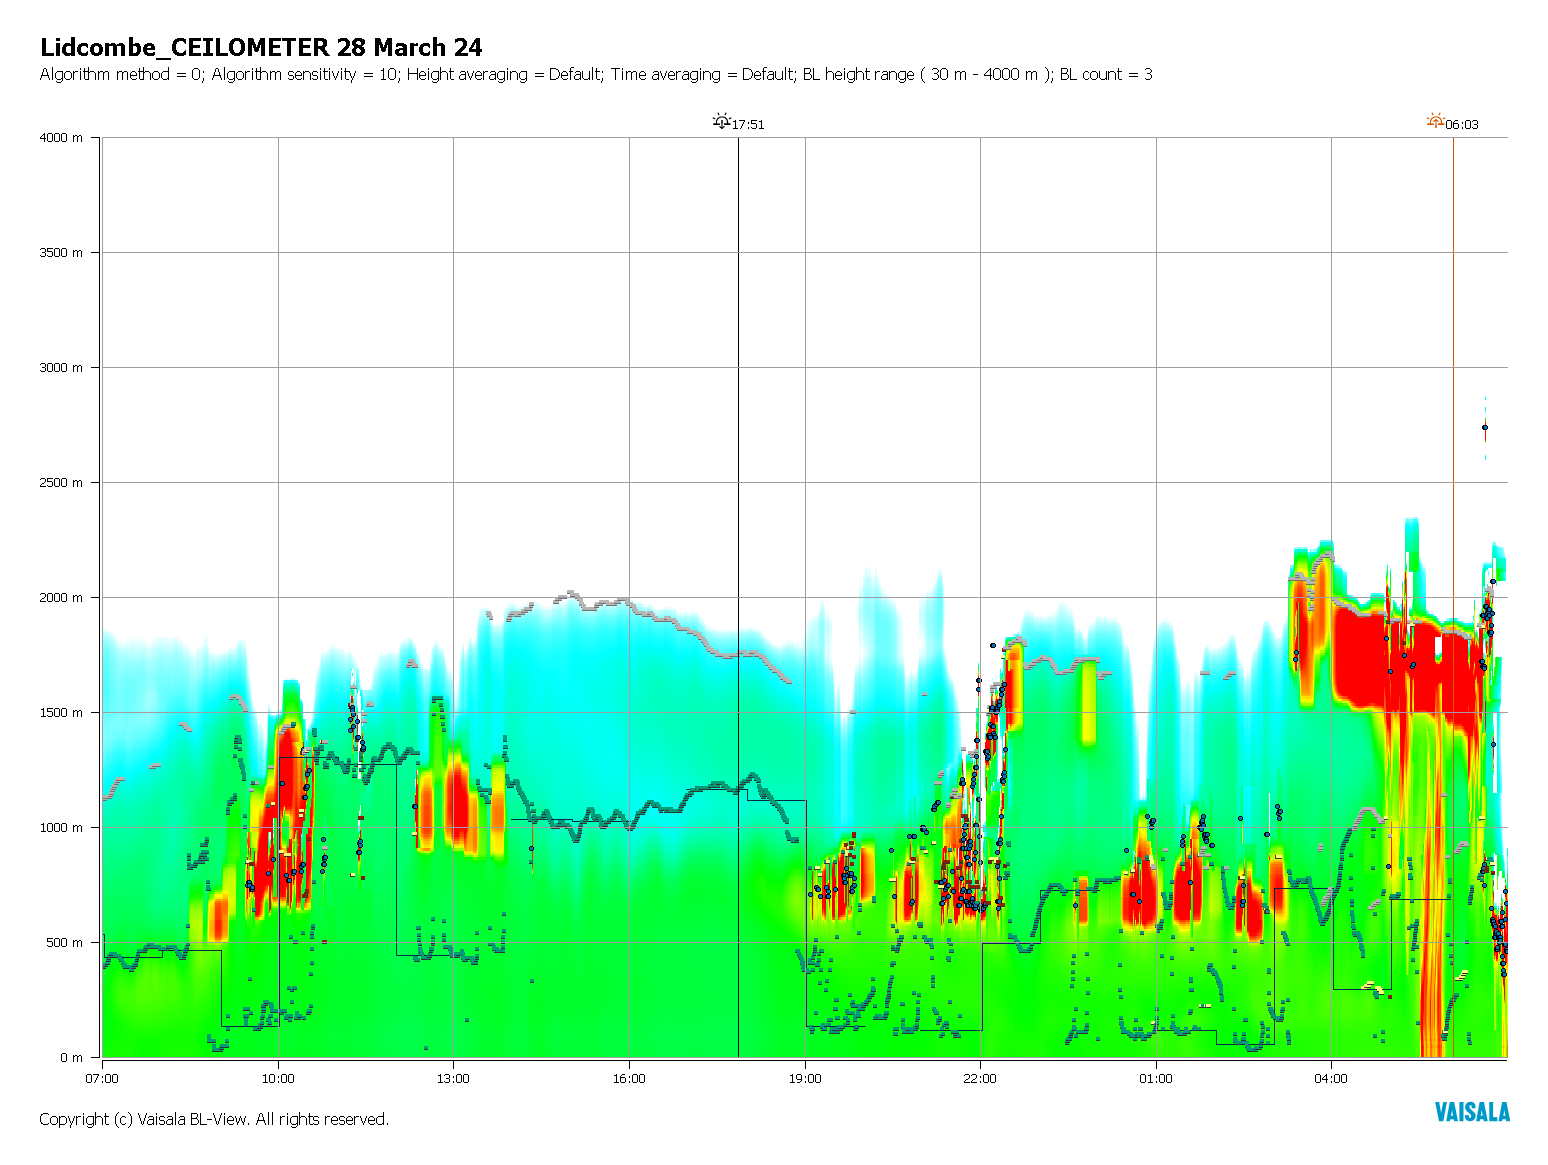 Lidcombe_CEILOMETER 28 March 24
Algorithm method = 0; Algorithm sensitivity = 10; Height averaging = Default; Time averaging = Default; BL height range ( 30 m - 4000 m ); BL count = 3
17:51
06:03
4000 m
3500 m
3000 m
2500 m
2000 m
1500 m
1000 m
500 m
0 m
07:00
10:00
13:00
16:00
19:00
22:00
01:00
04:00
Copyright (c) Vaisala BL-View. All rights reserved.
VAISALA